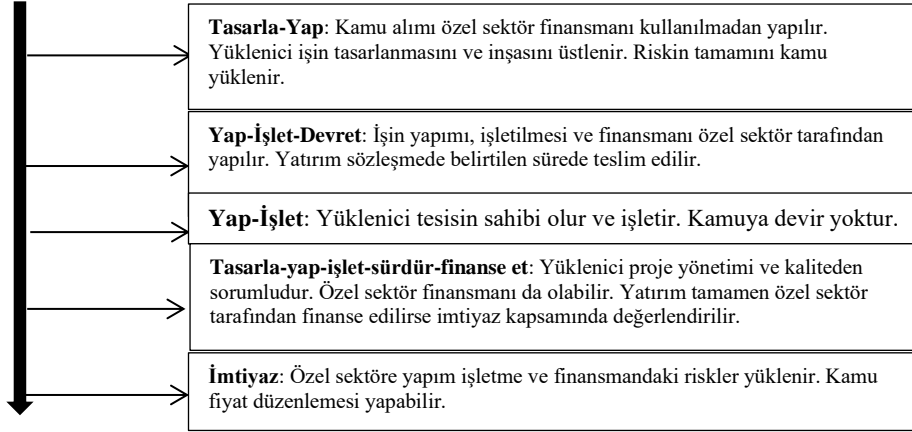 Tasarla-Yap: Kamu alımı özel sektör finansmanı kullanılmadan yapılır.
Yüklenici işin tasarlanmasını ve inşasını üstlenir. Riskin tamamını kamu
yüklenir.
Yap-İşlet-Devret: İşin yapımı, işletilmesi ve finansmanı özel sektör tarafından
yapılır. Yatırım sözleşmede belirtilen sürede teslim edilir.
Yap-İşlet: Yüklenici tesisin sahibi olur ve işletir. Kamuya devir yoktur.
Tasarla-yap-işlet-sürdür-finanse et: Yüklenici proje yönetimi ve kaliteden
sorumludur. Özel sektör finansmanı da olabilir. Yatırım tamamen özel sektör
tarafından finanse edilirse imtiyaz kapsamında değerlendirilir.
İmtiyaz: Özel sektöre yapım işletme ve finansmandaki riskler yüklenir. Kamu
fiyat düzenlemesi yapabilir.